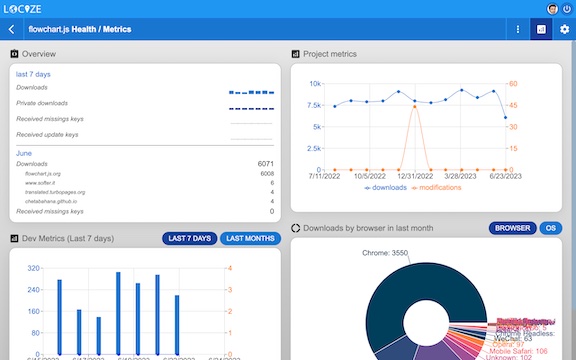 LOCIZE
flowchart.js Health / Metrics
Overview
last 7 days
Downloads
Private downloads
Received missings keys
Received update keys
June
Downloads 6071
flowchart.js.org 6008
www.softer.it 6
translated.turbopages.org 4
chetabahana.github.io 4
Received missings keys 0
Project metrics
10k 60
7.5k 45
5k 30
2.5k 15
0 0
7/11/2022 10/5/2022 12/31/2022 3/28/2023 6/23/2023
downloads modifications
Dev Metrics (Last 7 days)
LAST 7 DAYS LAST MONTHS
320 4
240 3
160 2
80 1
0
Downloads by browser in last month
BROWSER OS
Chrome: 3550
Chrome Headless:
WeChat: 63
Opera: 97
Mobile Safari: 106
Unknown: 102